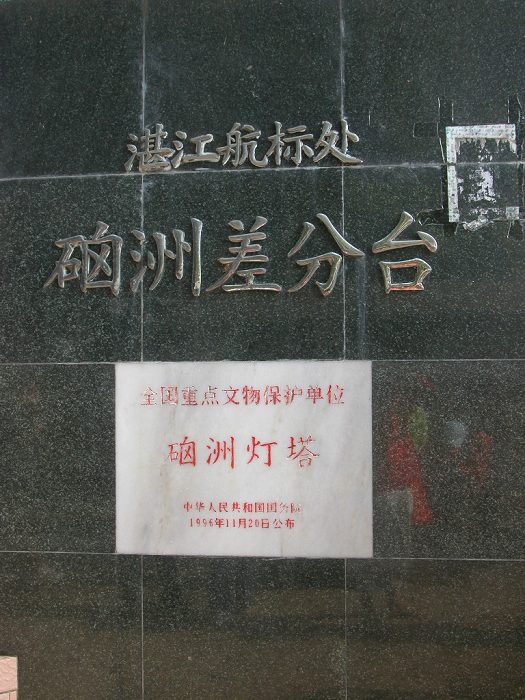 湛江航标处
硇洲差分台
全国重点文物保护单位
硇洲灯塔
中华人民共和国国务院
1996年11月20日公布